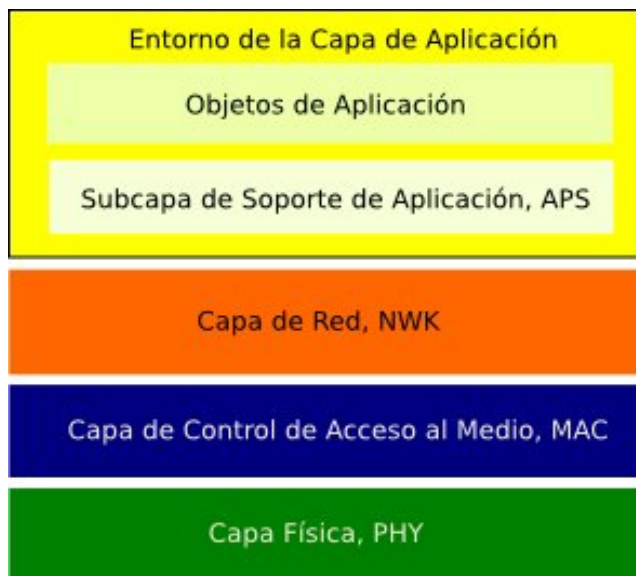 Entorno de la Capa de Aplicación
Objetos de Aplicación
Subcapa de Soporte de Aplicación, APS
Capa de Red, NWK
Capa de Control de Acceso al Medio, MAC
Capa Física, PHY